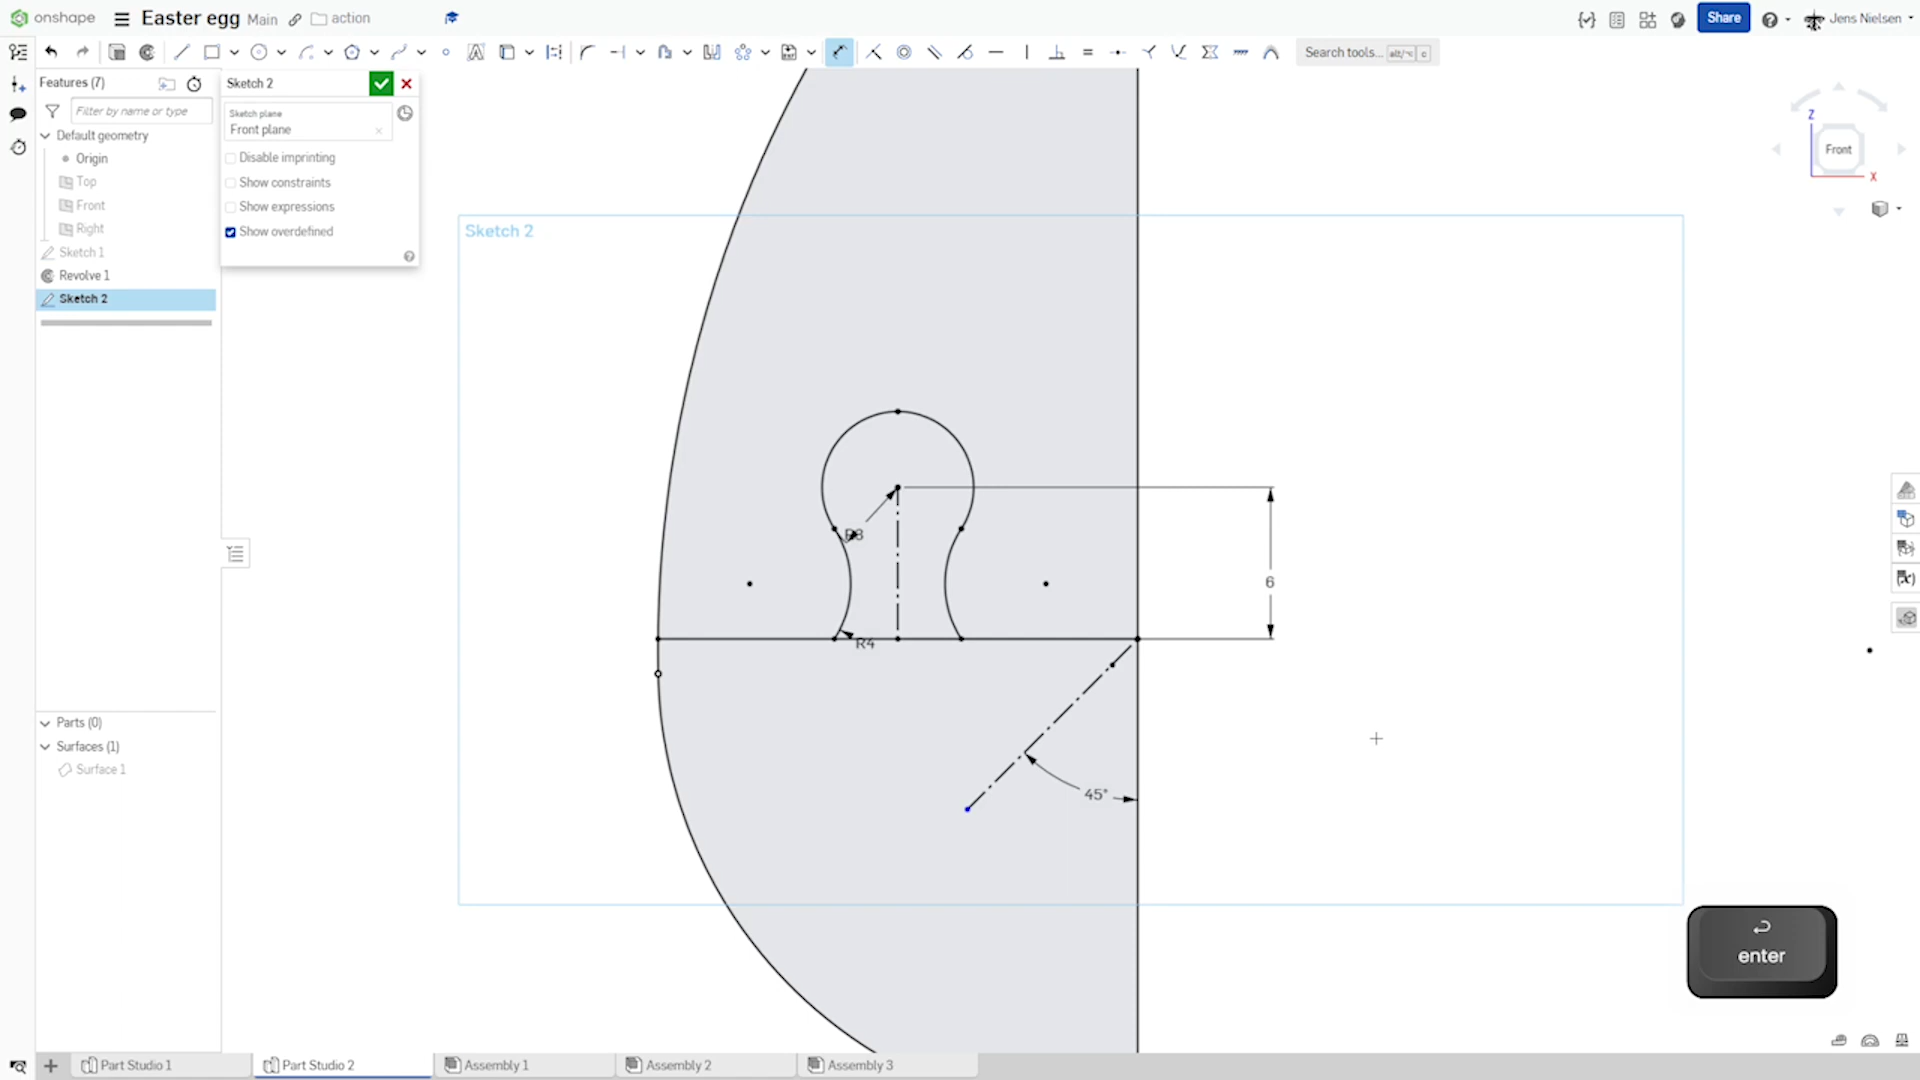 onshape
Easter egg Main action
Share
Jens Nielsen
Search tools... alt/⌥ c
Features (7)
Filter by name or type
Default geometry
Origin
Top
Front
Right
Sketch 1
Revolve 1
Sketch 2
Sketch 2
Sketch plane
Front plane
Disable imprinting
Show constraints
Show expressions
Show overdefined
Sketch 2
Z
Front
X
6
R4
45°
Parts (0)
Surfaces (1)
Surface 1
enter
Part Studio 1
Part Studio 2
Assembly 1
Assembly 2
Assembly 3